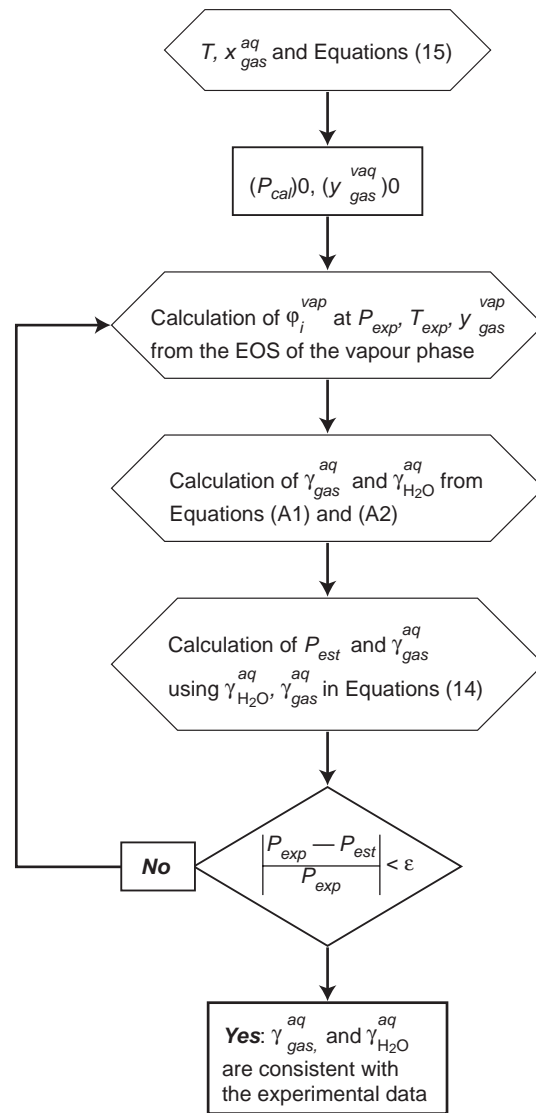 T, x_gas^aq and Equations (15)
(P_cal)0, (y_gas^vaq)0
Calculation of φ_i^vap at P_exp, T_exp, y_gas^vap
from the EOS of the vapour phase
Calculation of γ_gas^aq and γ_H₂O^aq from
Equations (A1) and (A2)
Calculation of P_est and γ_gas^aq
using γ_H₂O^aq, γ_gas^aq in Equations (14)
No
|P_exp — P_est / P_exp| < ε
Yes: γ_gas,^aq and γ_H₂O^aq
are consistent with
the experimental data